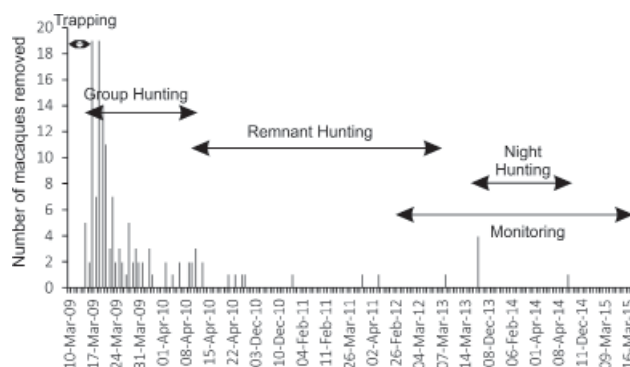 Trapping
Group Hunting
Remnant Hunting
Night
Hunting
Monitoring
Number of macaques removed
20
18
16
14
12
10
8
6
4
2
0
10-Mar-09
17-Mar-09
24-Mar-09
31-Mar-09
01-Apr-10
08-Apr-10
15-Apr-10
22-Apr-10
03-Dec-10
10-Dec-10
04-Feb-11
11-Feb-11
26-Mar-11
02-Apr-11
26-Feb-12
04-Mar-12
07-Mar-13
14-Mar-13
08-Dec-13
06-Feb-14
01-Apr-14
08-Apr-14
11-Dec-14
09-Mar-15
16-Mar-15